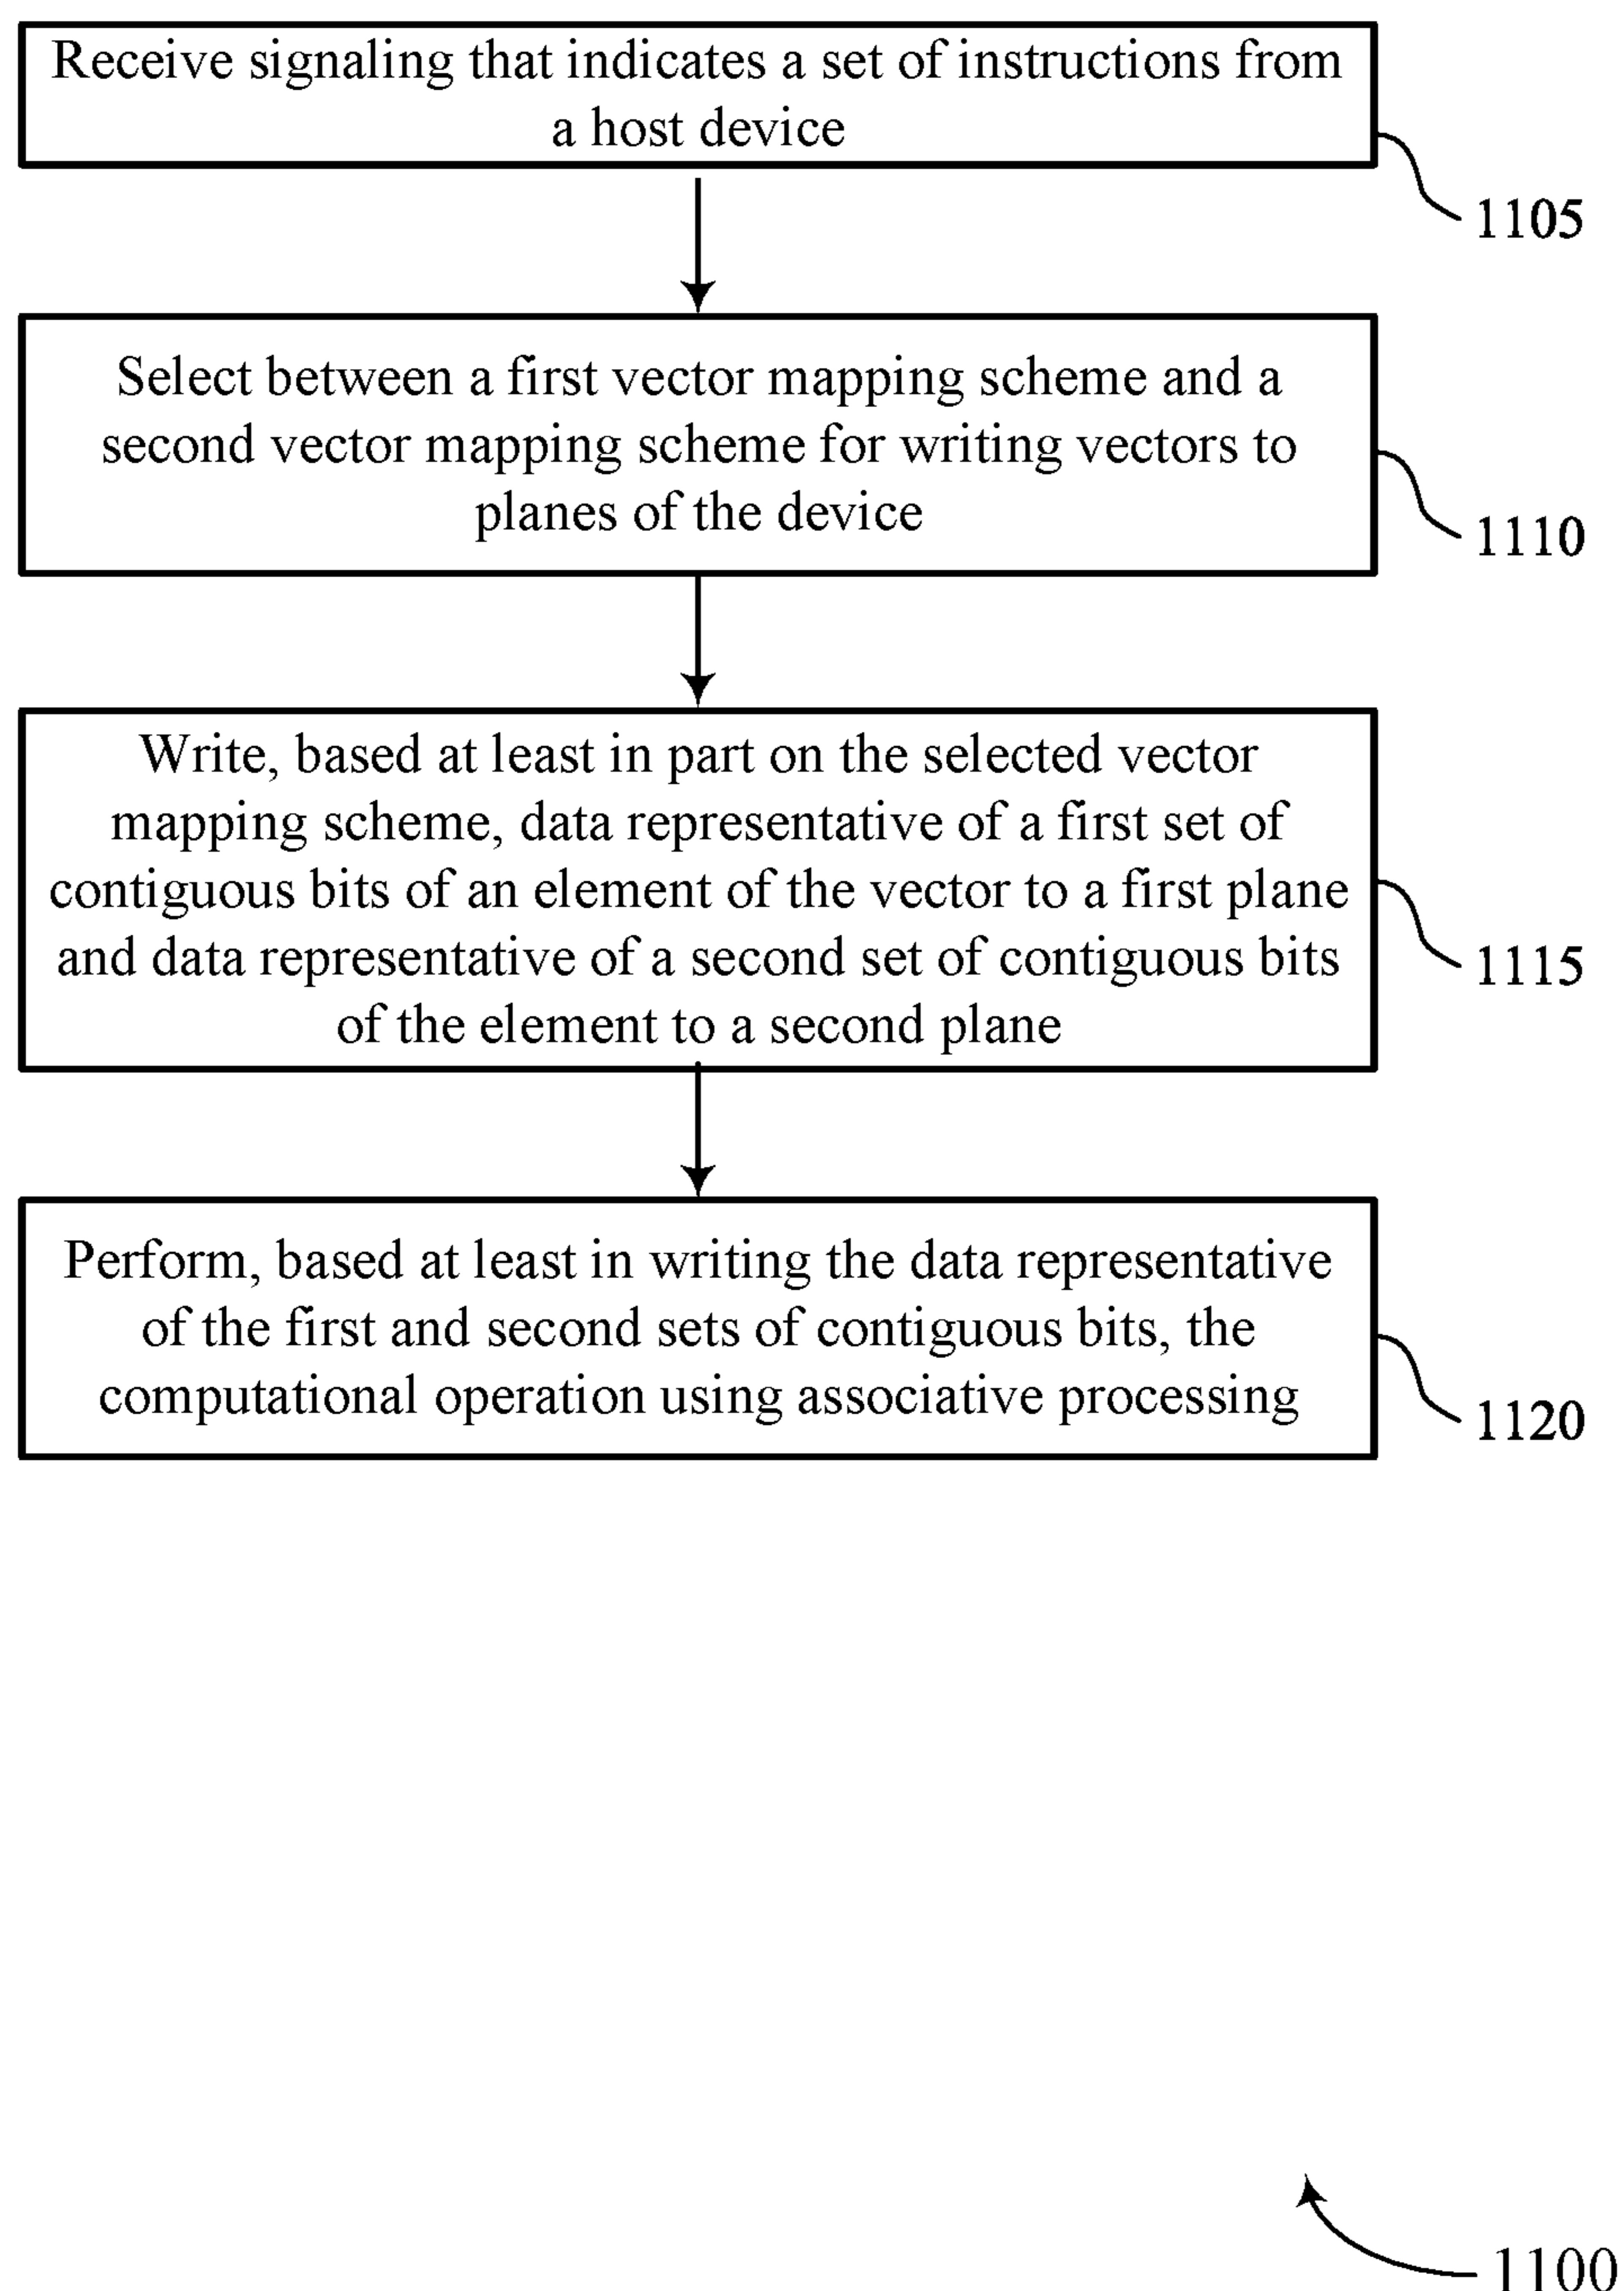 Receive signaling that indicates a set of instructions from
a host device
1105
Select between a first vector mapping scheme and a
second vector mapping scheme for writing vectors to
planes of the device
1110
Write, based at least in part on the selected vector
mapping scheme, data representative of a first set of
contiguous bits of an element of the vector to a first plane
and data representative of a second set of contiguous bits
of the element to a second plane
1115
Perform, based at least in writing the data representative
of the first and second sets of contiguous bits, the
computational operation using associative processing
1120
1100